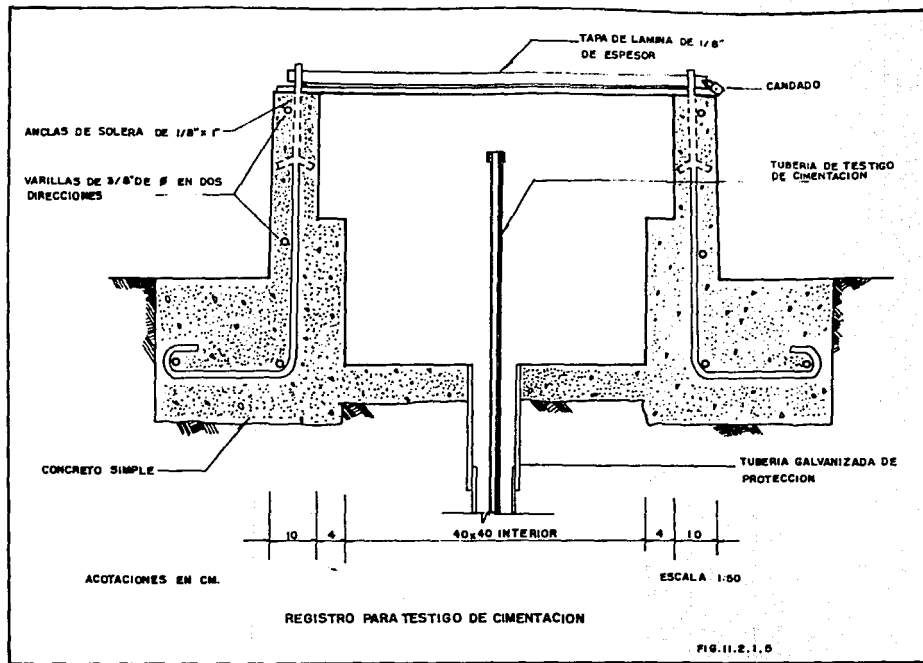 TAPA DE LAMINA DE 1/8"
DE ESPESOR
CANDADO
ANCLAS DE SOLERA DE 1/8" x 1"
VARILLAS DE 3/8" DE Ø EN DOS
DIRECCIONES
TUBERIA DE TESTIGO
DE CIMENTACION
CONCRETO SIMPLE
TUBERIA GALVANIZADA DE
PROTECCION
10 4 40x40 INTERIOR 4 10
ACOTACIONES EN CM. ESCALA 1:50
REGISTRO PARA TESTIGO DE CIMENTACION
FIG.II.2.1.5